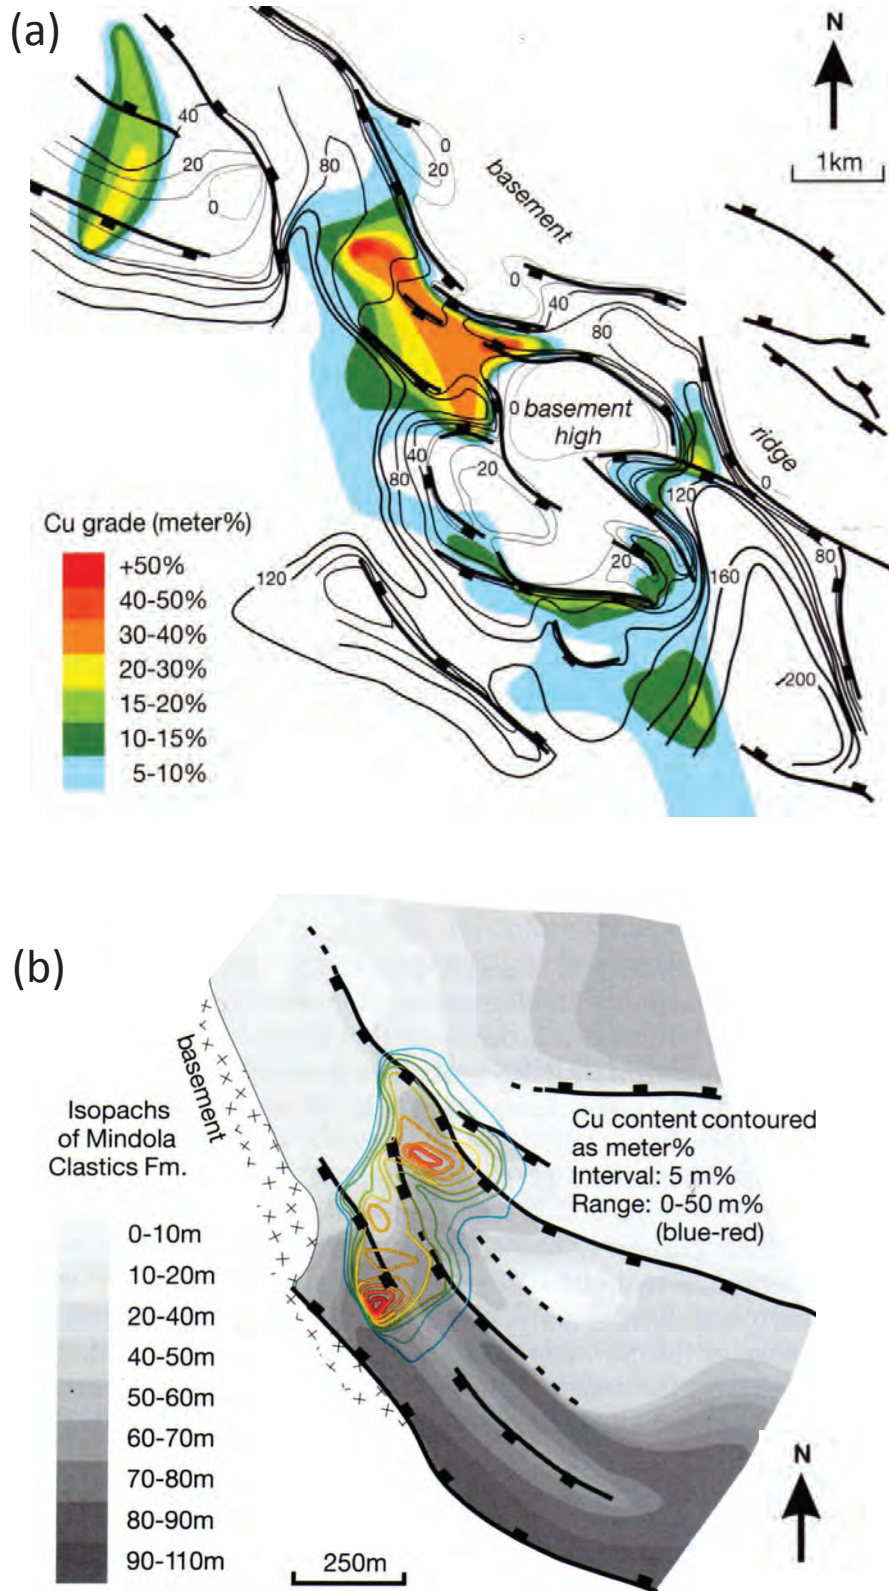 (a)
N
1km
40
20
0
80
0
20
basement
0
40
80
0
basement
high
40
80
20
ridge
0
120
Cu grade (meter%)
+50%
40-50%
30-40%
20-30%
15-20%
10-15%
5-10%
120
20
160
80
200
(b)
basement
Isopachs
of Mindola
Clastics Fm.
0-10m
10-20m
20-40m
40-50m
50-60m
60-70m
70-80m
80-90m
90-110m
Cu content contoured
as meter%
Interval: 5 m%
Range: 0-50 m%
(blue-red)
N
250m